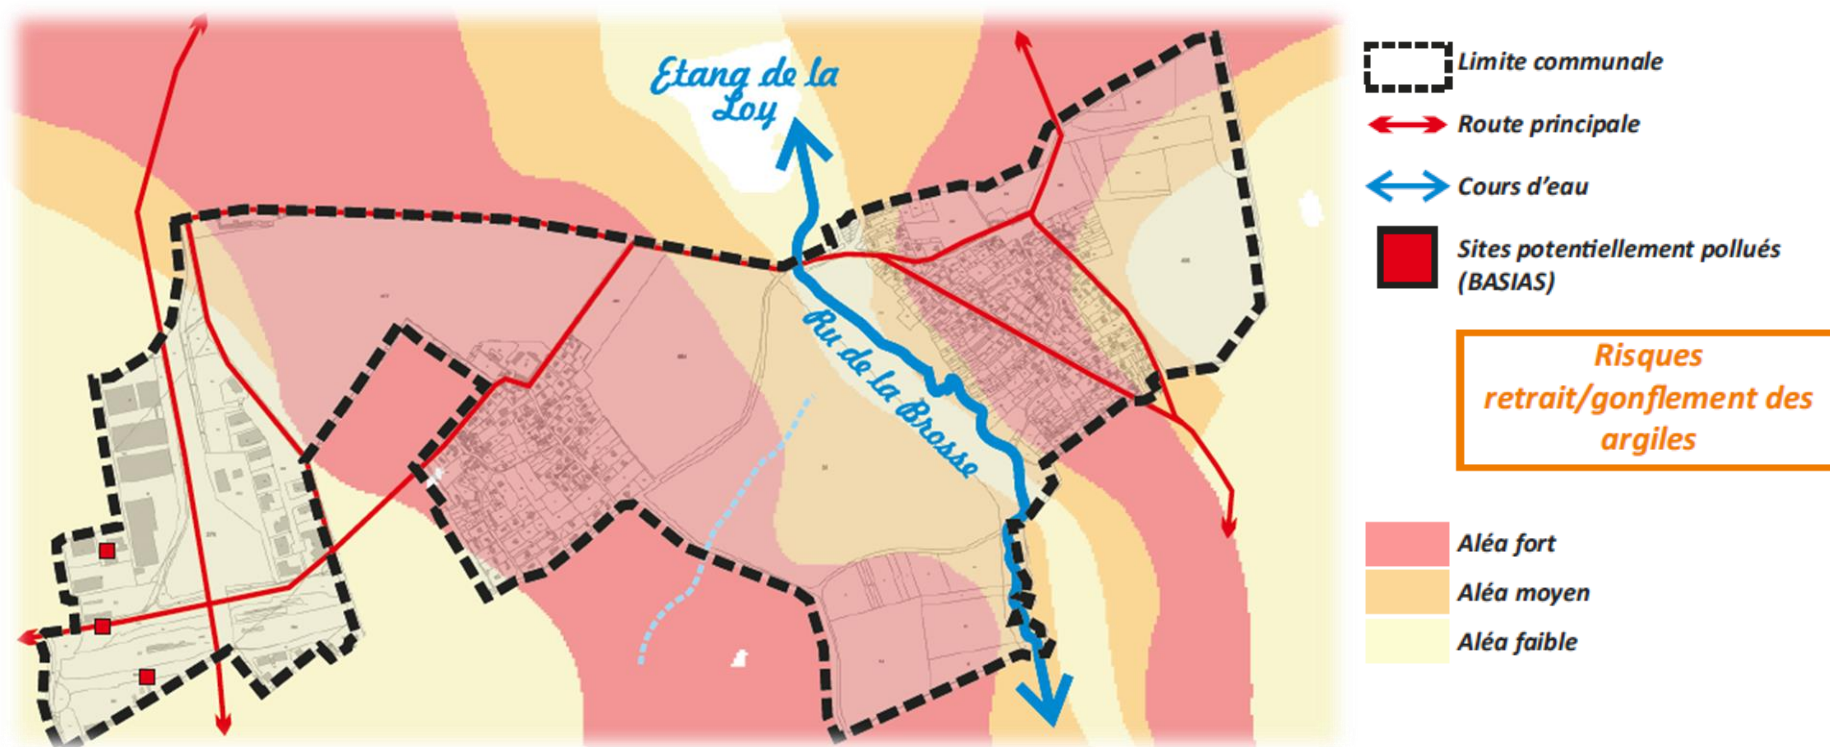 Etang de la
Loy
Ru de la Brosse
Limite communale
Route principale
Cours d'eau
Sites potentiellement pollués
(BASIAS)
Risques
retrait/gonflement des
argiles
Aléa fort
Aléa moyen
Aléa faible